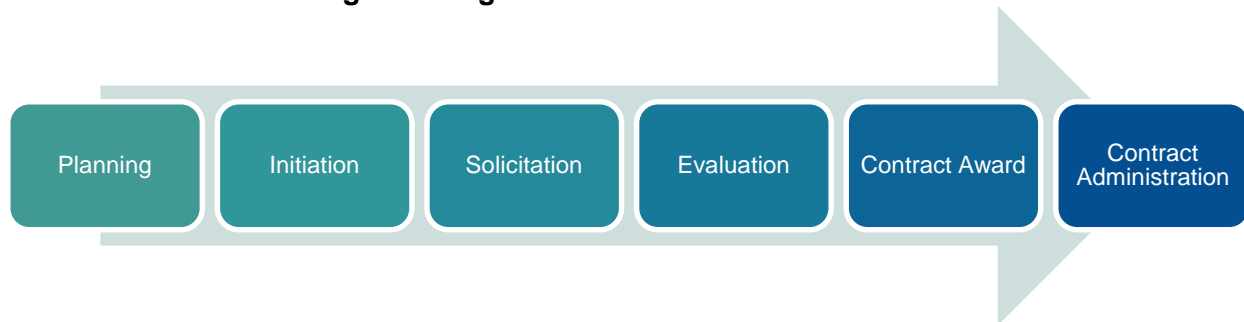 Planning
Initiation
Solicitation
Evaluation
Contract Award
Contract
Administration